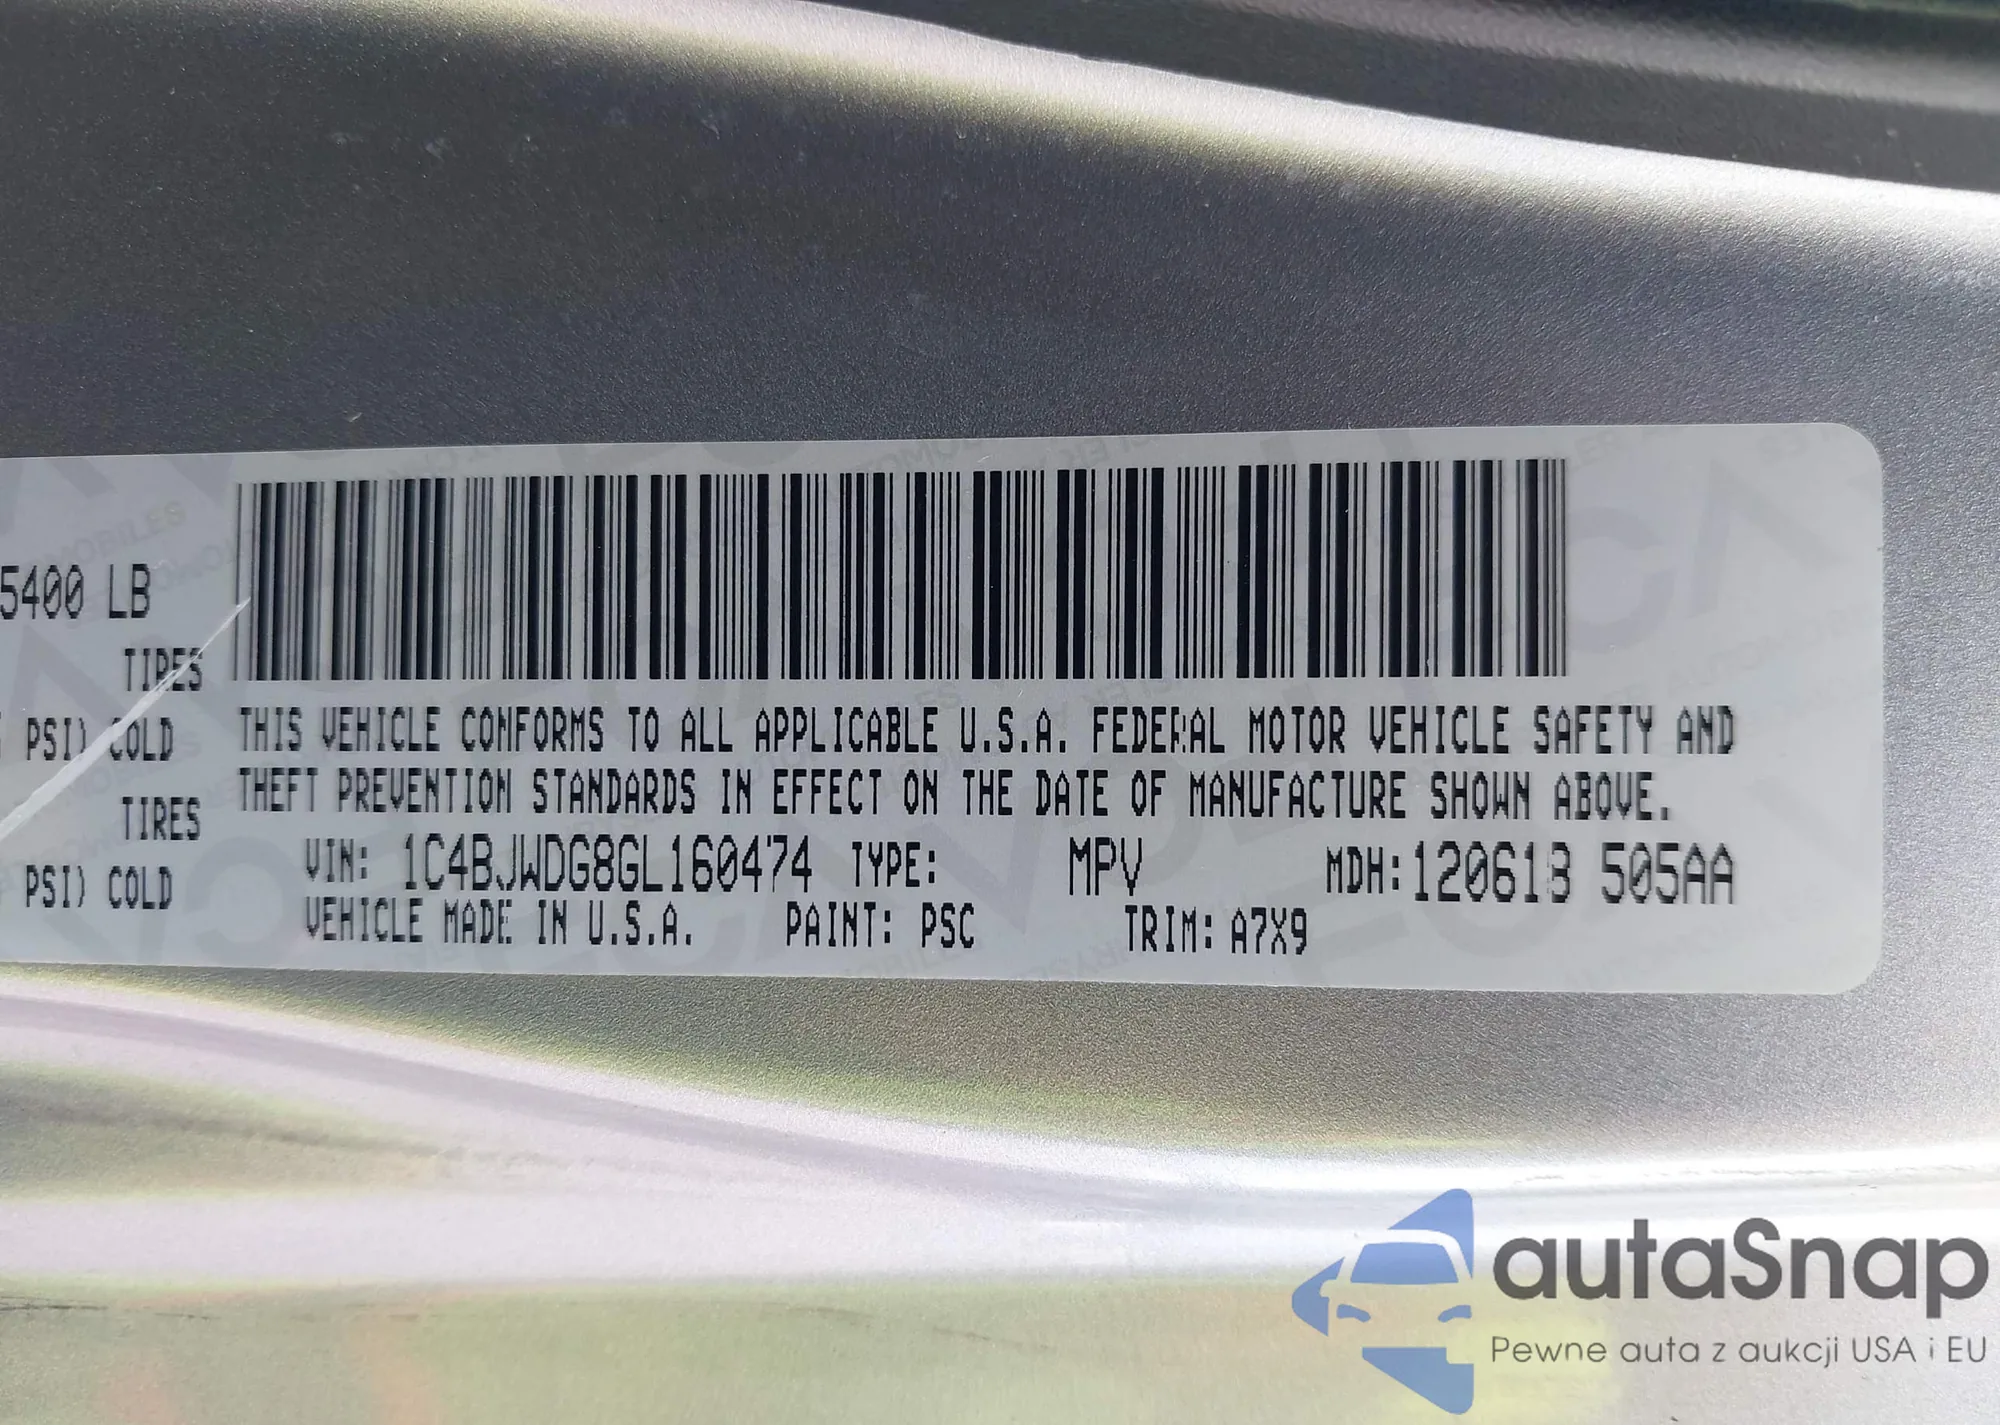 5400 LB
TIRES
PSI) COLD
TIRES
PSI) COLD
THIS VEHICLE CONFORMS TO ALL APPLICABLE U.S.A. FEDERAL MOTOR VEHICLE SAFETY AND
THEFT PREVENTION STANDARDS IN EFFECT ON THE DATE OF MANUFACTURE SHOWN ABOVE.
VIN: 1C4BJWDG8GL160474 TYPE: MPV MDH: 120613 505AA
VEHICLE MADE IN U.S.A. PAINT: PSC TRIM: A7X9
autaSnap
Pewne auta z aukcji USA i EU